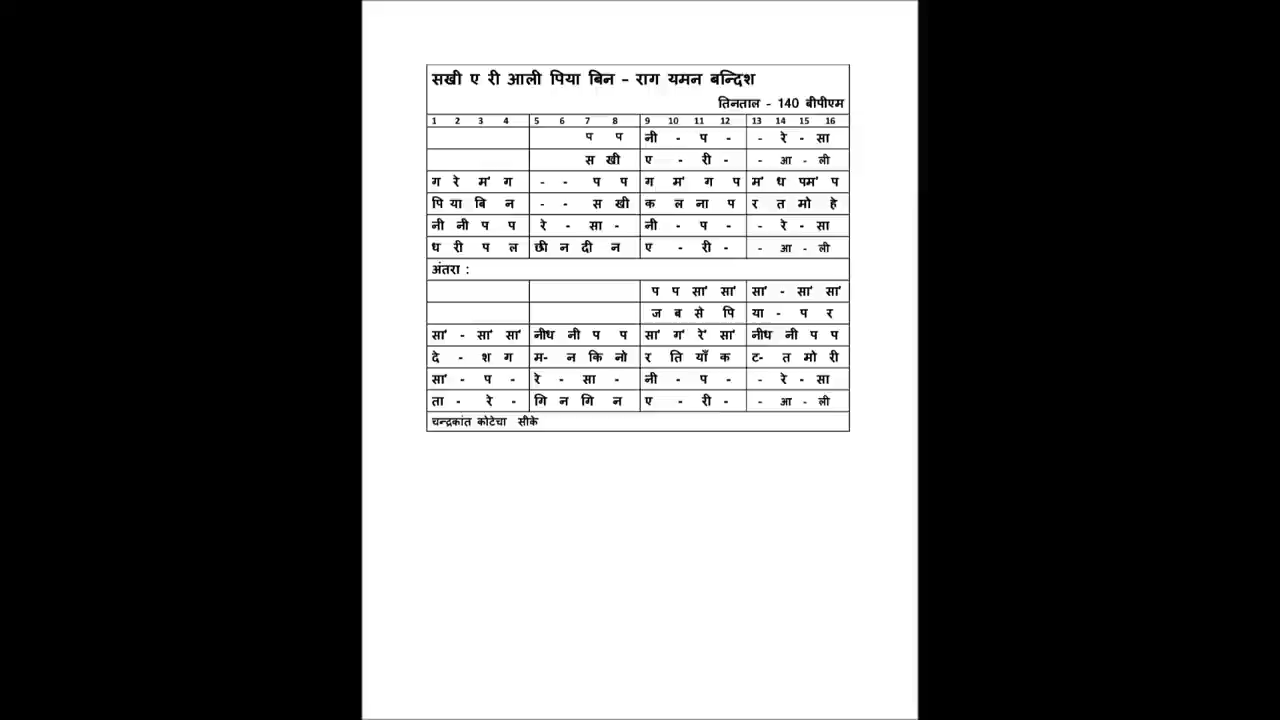 सखी ए री आली पिया बिन – राग यमन बन्दिश
तिनताल - 140 बीपीएम
1 2 3 4 5 6 7 8 9 10 11 12 13 14 15 16
प प नी - प - - रे - सा
स खी ए - री - - आ - ली
ग रे म' ग - - प प ग म' ग प म' ध पम' प
पि या बि न - - स खी क ल ना प र त मो हे
नी नी प प रे - सा - नी - प - - रे - सा
ध री प ल छी न दी न ए - री - - आ - ली
अंतरा :
प प सा' सा' सा' - सा' सा'
ज ब से पि या - प र
सा' - सा' सा' नीध नी प प सा' ग' रे' सा' नीध नी प प
दे - श ग म- न कि नो र ति याँ क ट- त मो री
सा' - प - रे - सा - नी - प - - रे - सा
ता - रे - गि न गि न ए - री - - आ - ली
चन्द्रकांत कोटेचा सीके